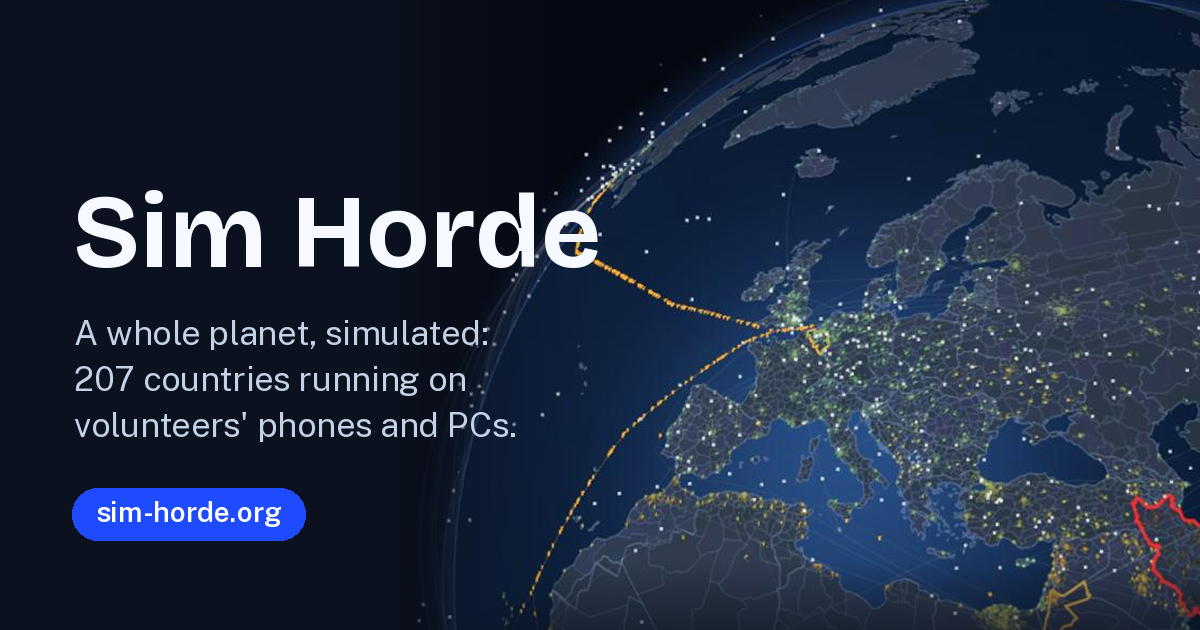 Sim Horde
A whole planet, simulated:
207 countries running on
volunteers' phones and PCs.
sim-horde.org